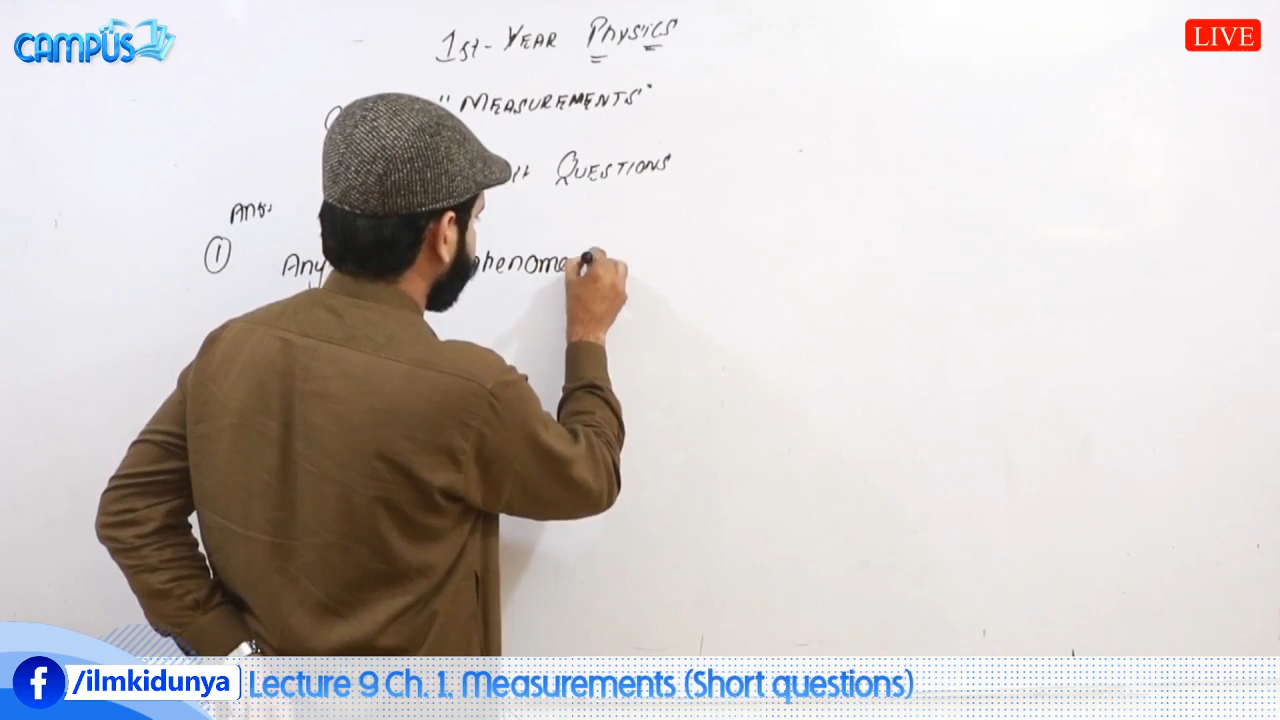 CAMPUS
LIVE
1st-YEAR PhysicS
"MEASUREMENTS"
QUESTIONS
Ans:
① Any phenome
/ilmkidunya
Lecture 9 Ch. 1, Measurements (Short questions)